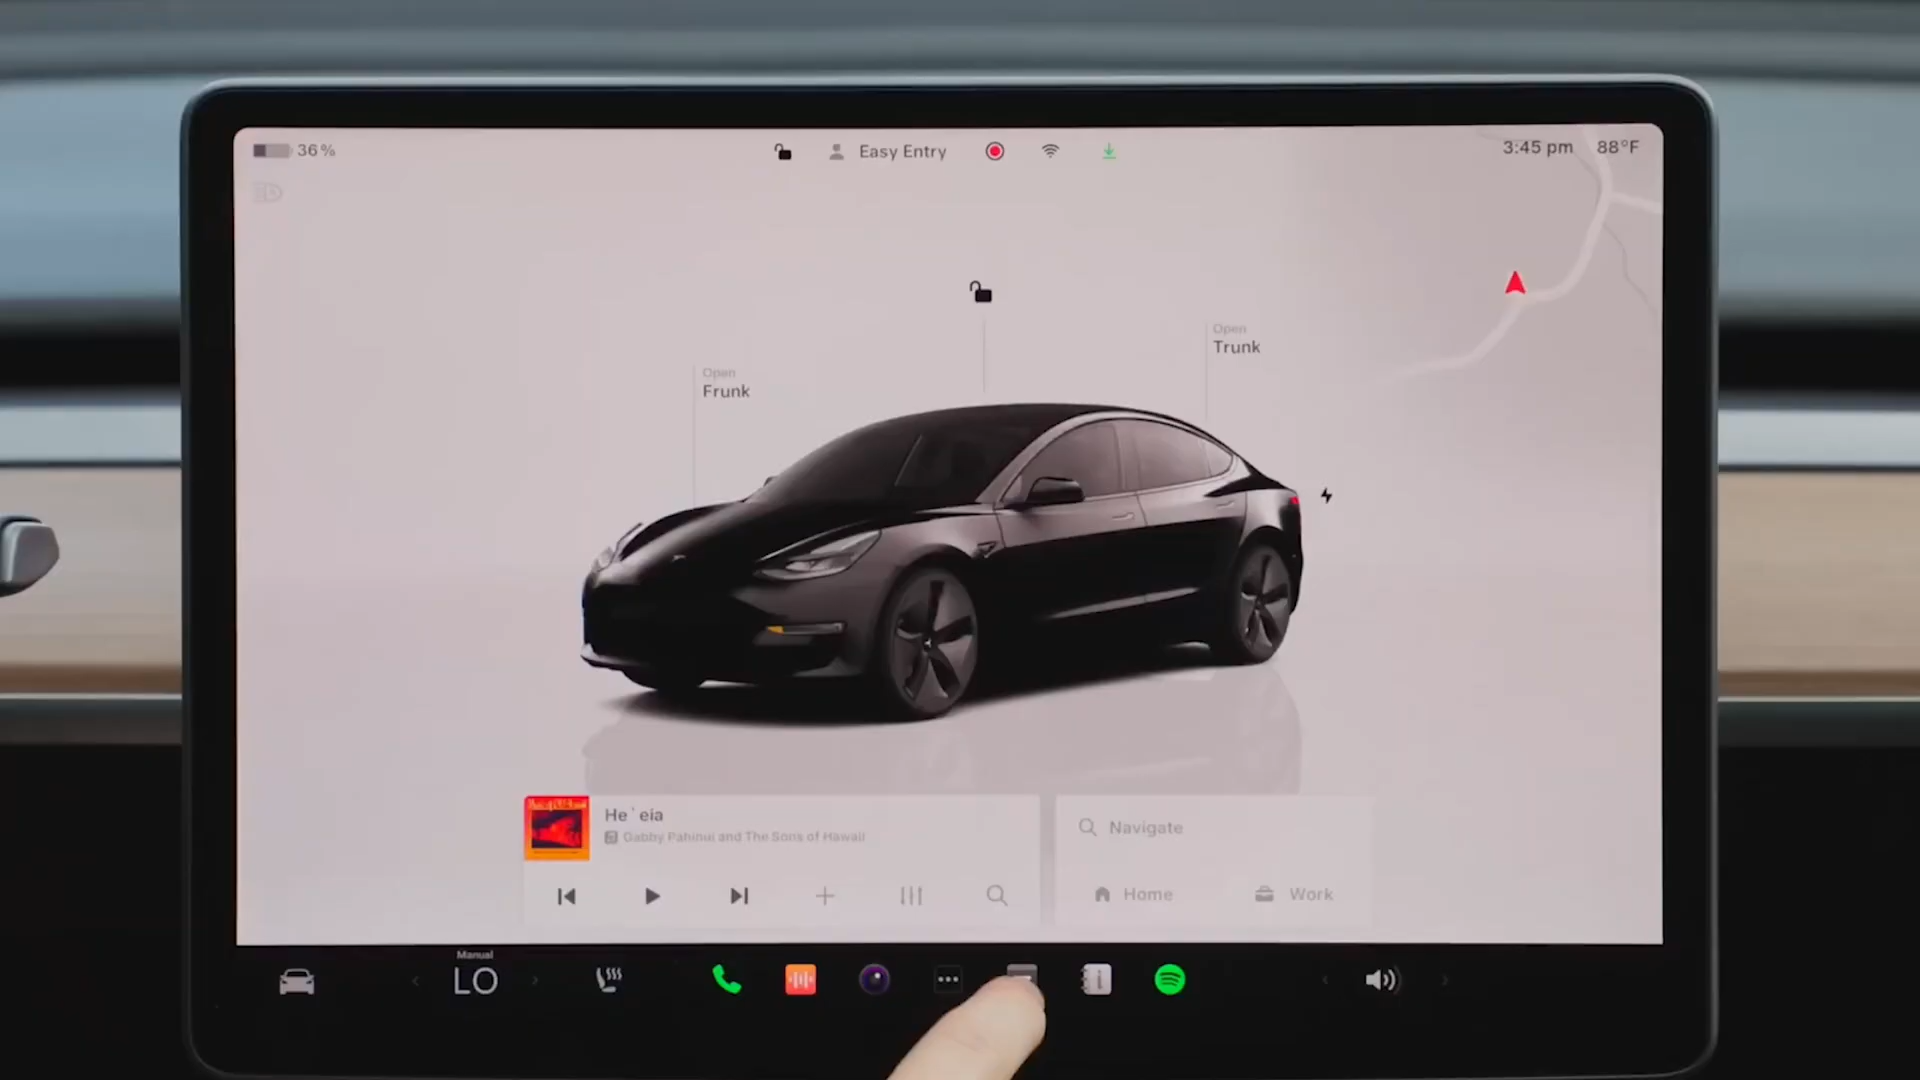 36 %
Easy Entry
3:45 pm
88°F
Open
Trunk
Open
Frunk
He`eia
Gabby Pahinui and The Sons of Hawaii
Navigate
Home
Work
Manual
LO